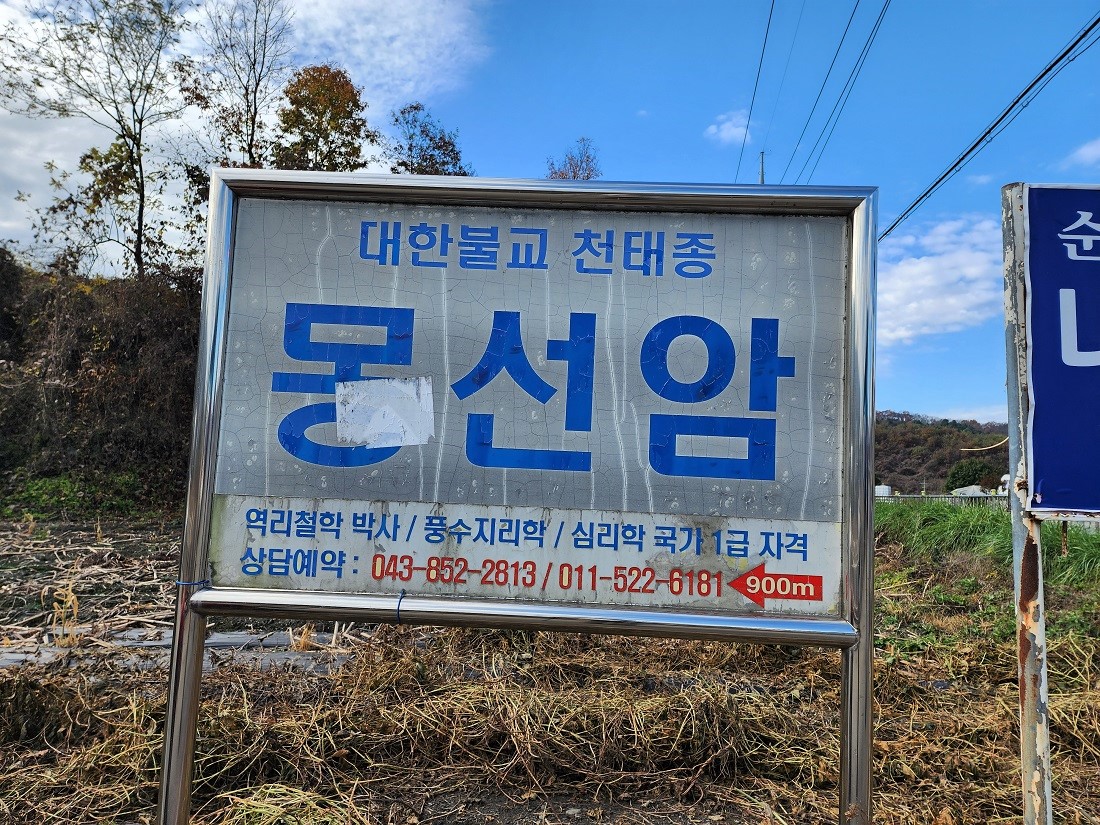 대한불교 천태종
몽선암
역리철학 박사 / 풍수지리학 / 심리학 국가 1급 자격
상담예약 : 043-852-2813 / 011-522-6181 900m
순